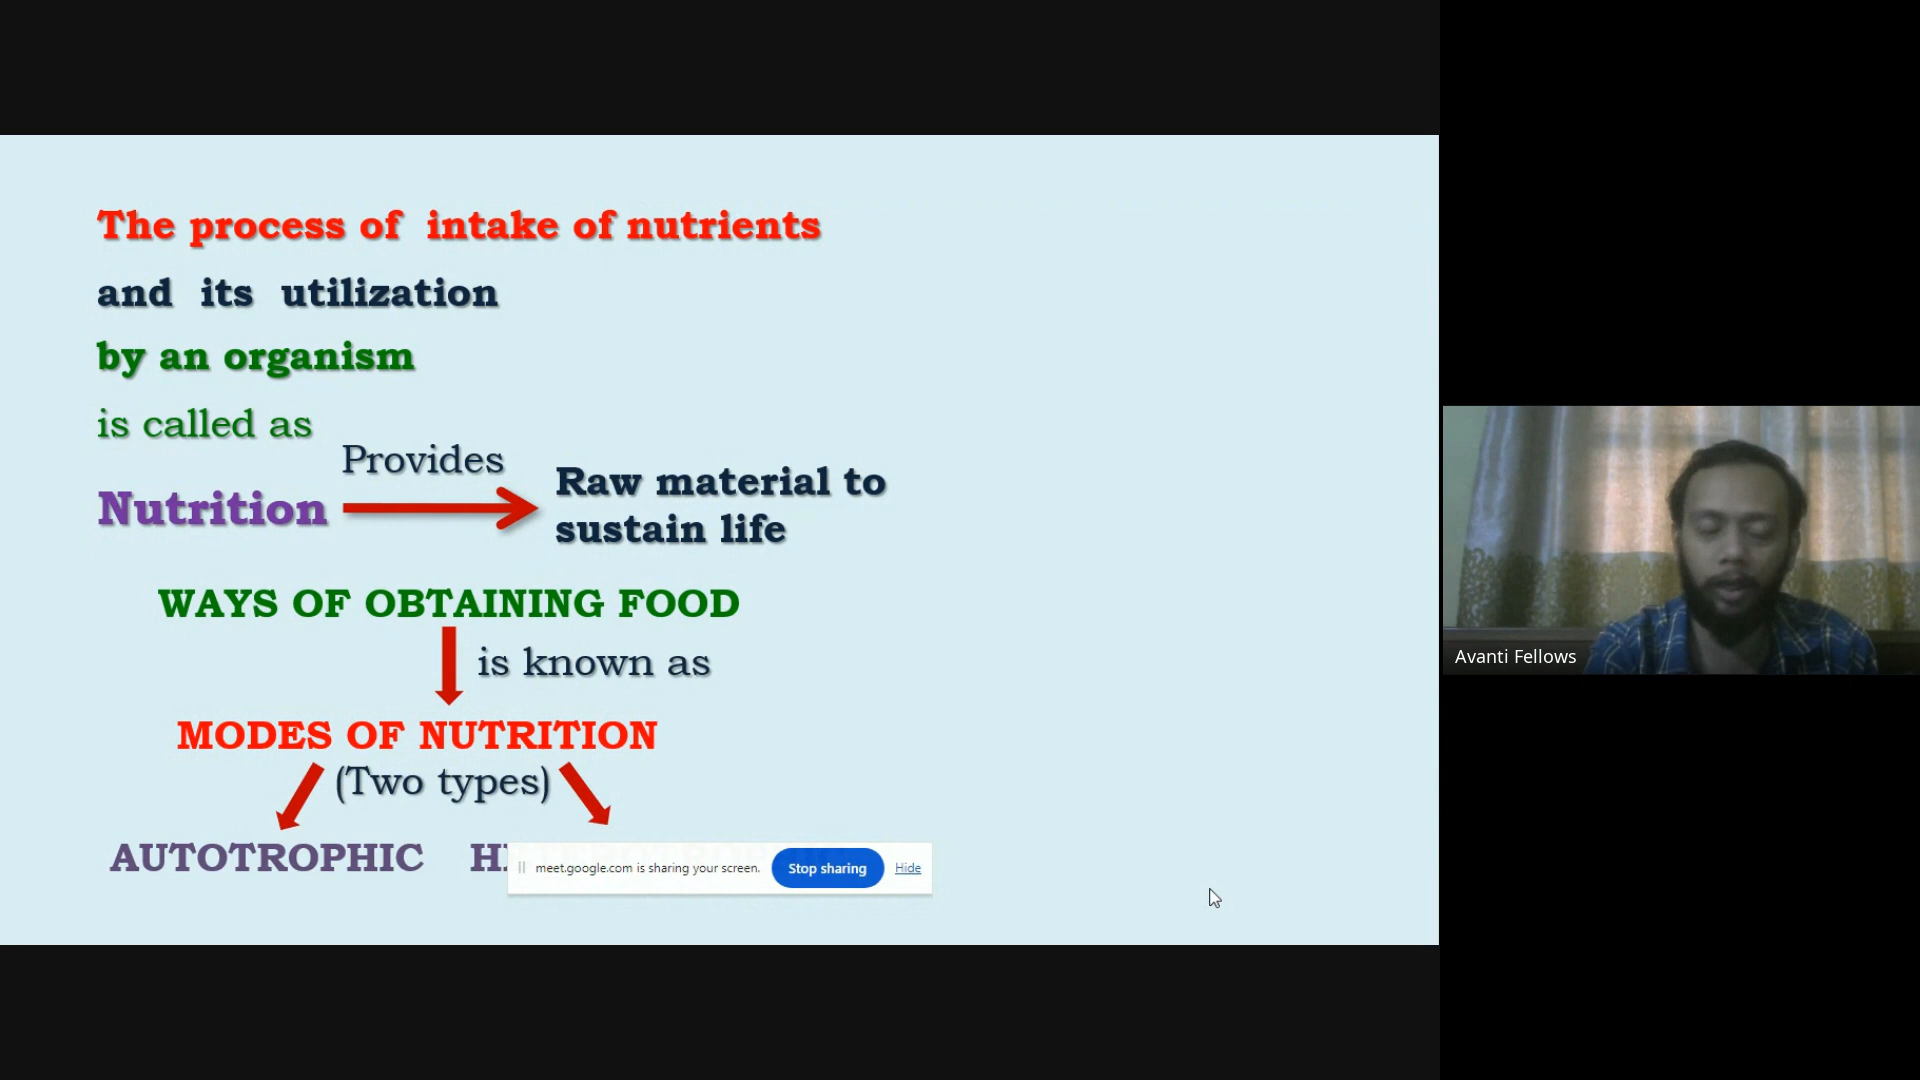 The process of intake of nutrients
and its utilization
by an organism
is called as
Provides
Nutrition
Raw material to
sustain life
WAYS OF OBTAINING FOOD
is known as
MODES OF NUTRITION
(Two types)
AUTOTROPHIC
meet.google.com is sharing your screen.
Stop sharing
Hide
Avanti Fellows